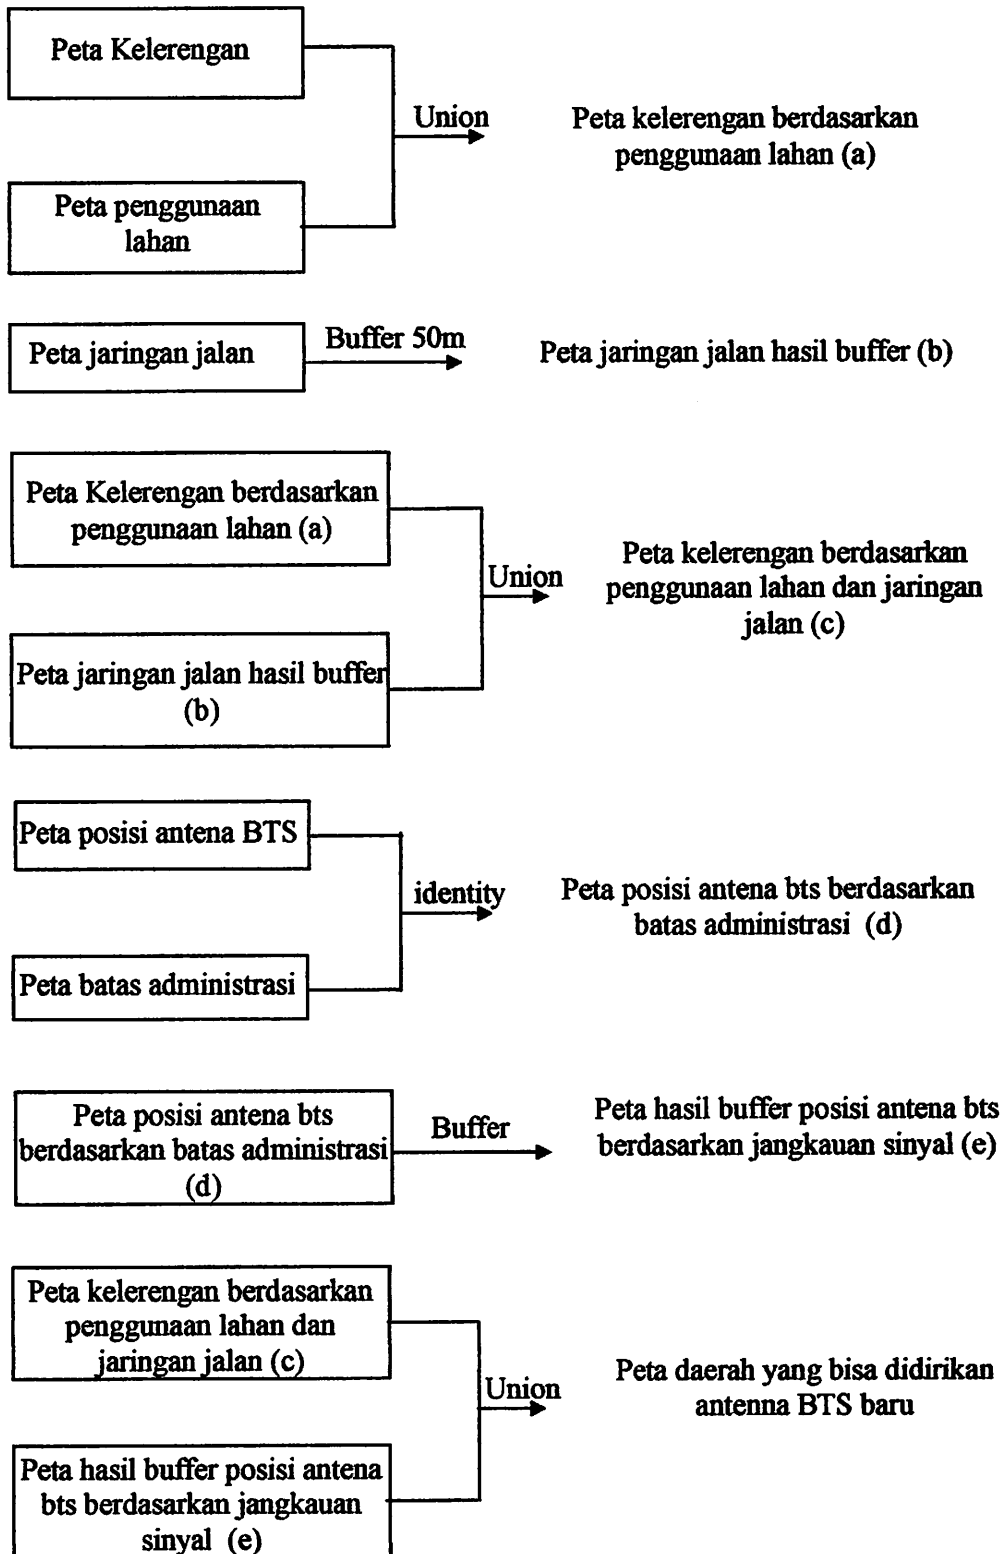 Peta Kelerengan
Union
Peta kelerengan berdasarkan
penggunaan lahan (a)
Peta penggunaan
lahan
Peta jaringan jalan
Buffer 50m
Peta jaringan jalan hasil buffer (b)
Peta Kelerengan berdasarkan
penggunaan lahan (a)
Union
Peta kelerengan berdasarkan
penggunaan lahan dan jaringan
jalan (c)
Peta jaringan jalan hasil buffer
(b)
Peta posisi antena BTS
identity
Peta posisi antena bts berdasarkan
batas administrasi (d)
Peta batas administrasi
Peta posisi antena bts
berdasarkan batas administrasi
(d)
Buffer
Peta hasil buffer posisi antena bts
berdasarkan jangkauan sinyal (e)
Peta kelerengan berdasarkan
penggunaan lahan dan
jaringan jalan (c)
Union
Peta daerah yang bisa didirikan
antenna BTS baru
Peta hasil buffer posisi antena
bts berdasarkan jangkauan
sinyal (e)